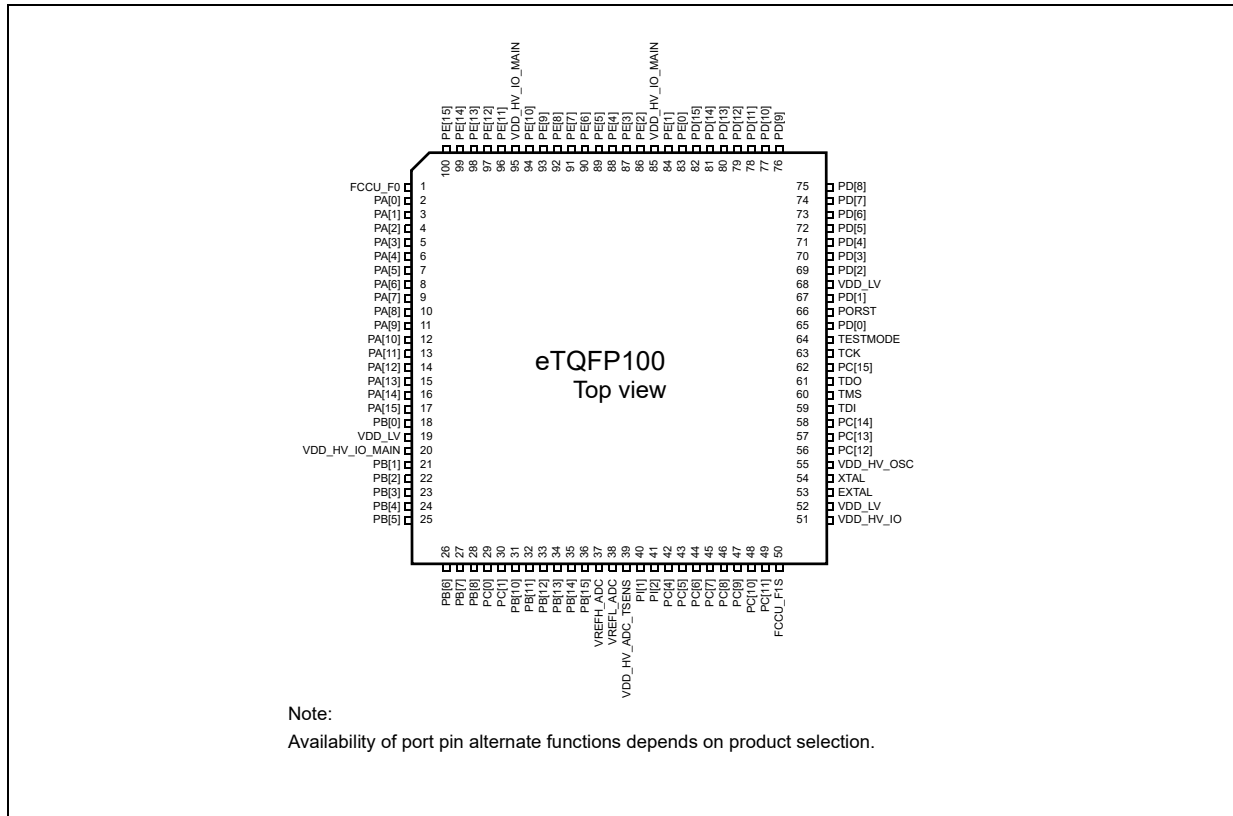 PE[15]
PE[14]
PE[13]
PE[12]
PE[11]
VDD_HV_IO_MAIN
PE[10]
PE[9]
PE[8]
PE[7]
PE[6]
PE[5]
PE[4]
PE[3]
PE[2]
VDD_HV_IO_MAIN
PE[1]
PE[0]
PD[15]
PD[14]
PD[13]
PD[12]
PD[11]
PD[10]
PD[9]
100
99
98
97
96
95
94
93
92
91
90
89
88
87
86
85
84
83
82
81
80
79
78
77
76
FCCU_F0 1
PA[0] 2
PA[1] 3
PA[2] 4
PA[3] 5
PA[4] 6
PA[5] 7
PA[6] 8
PA[7] 9
PA[8] 10
PA[9] 11
PA[10] 12
PA[11] 13
PA[12] 14
PA[13] 15
PA[14] 16
PA[15] 17
PB[0] 18
VDD_LV 19
VDD_HV_IO_MAIN 20
PB[1] 21
PB[2] 22
PB[3] 23
PB[4] 24
PB[5] 25
eTQFP100
Top view
75 PD[8]
74 PD[7]
73 PD[6]
72 PD[5]
71 PD[4]
70 PD[3]
69 PD[2]
68 VDD_LV
67 PD[1]
66 PORST
65 PD[0]
64 TESTMODE
63 TCK
62 PC[15]
61 TDO
60 TMS
59 TDI
58 PC[14]
57 PC[13]
56 PC[12]
55 VDD_HV_OSC
54 XTAL
53 EXTAL
52 VDD_LV
51 VDD_HV_IO
26
27
28
29
30
31
32
33
34
35
36
37
38
39
40
41
42
43
44
45
46
47
48
49
50
PB[6]
PB[7]
PB[8]
PC[0]
PC[1]
PB[10]
PB[11]
PB[12]
PB[13]
PB[14]
PB[15]
VREFH_ADC
VREFL_ADC
VDD_HV_ADC_TSENS
PI[1]
PI[2]
PC[4]
PC[5]
PC[6]
PC[7]
PC[8]
PC[9]
PC[10]
PC[11]
FCCU_F1S
Note:
Availability of port pin alternate functions depends on product selection.